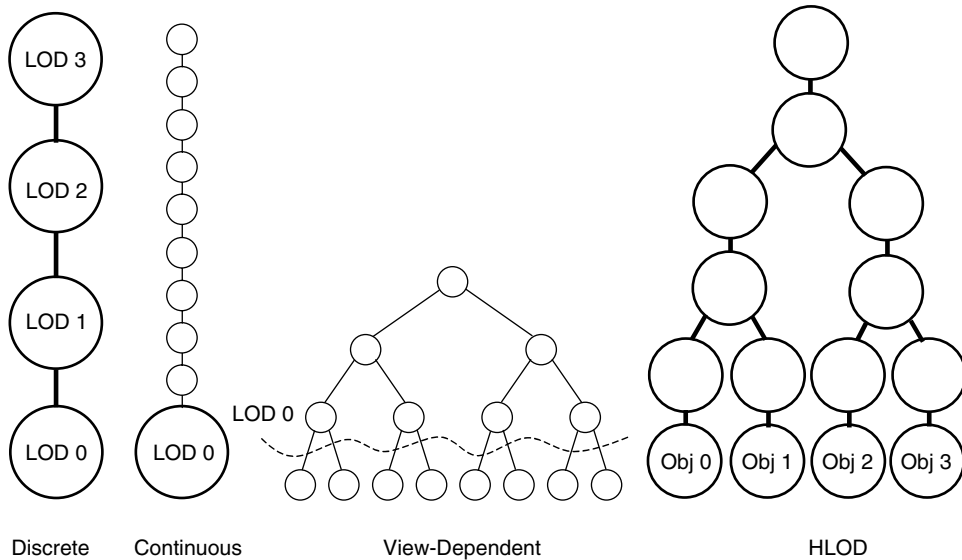 LOD 3
LOD 2
LOD 1
LOD 0
LOD 0
LOD 0
Obj 0
Obj 1
Obj 2
Obj 3
Discrete
Continuous
View-Dependent
HLOD